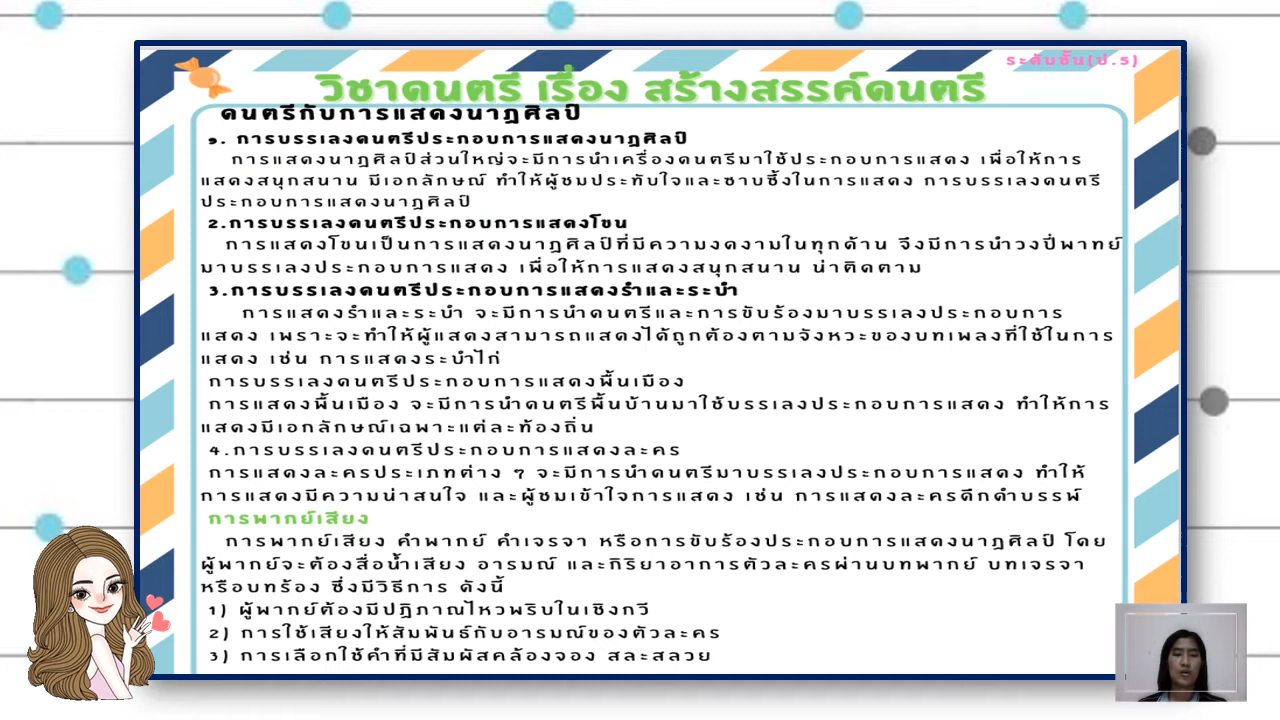 ระดับชั้น(ป.5)
วิชาดนตรี เรื่อง สร้างสรรค์ดนตรี
ดนตรีกับการแสดงนาฏศิลป์
๑. การบรรเลงดนตรีประกอบการแสดงนาฏศิลป์
การแสดงนาฏศิลป์ส่วนใหญ่จะมีการนำเครื่องดนตรีมาใช้ประกอบการแสดง เพื่อให้การ
แสดงสนุกสนาน มีเอกลักษณ์ ทำให้ผู้ชมประทับใจและซาบซึ้งในการแสดง การบรรเลงดนตรี
ประกอบการแสดงนาฏศิลป์
2.การบรรเลงดนตรีประกอบการแสดงโขน
การแสดงโขนเป็นการแสดงนาฏศิลป์ที่มีความงดงามในทุกด้าน จึงมีการนำวงปี่พาทย์
มาบรรเลงประกอบการแสดง เพื่อให้การแสดงสนุกสนาน น่าติดตาม
3.การบรรเลงดนตรีประกอบการแสดงรำและระบำ
การแสดงรำและระบำ จะมีการนำดนตรีและการขับร้องมาบรรเลงประกอบการ
แสดง เพราะจะทำให้ผู้แสดงสามารถแสดงได้ถูกต้องตามจังหวะของบทเพลงที่ใช้ในการ
แสดง เช่น การแสดงระบำไก่
การบรรเลงดนตรีประกอบการแสดงพื้นเมือง
การแสดงพื้นเมือง จะมีการนำดนตรีพื้นบ้านมาใช้บรรเลงประกอบการแสดง ทำให้การ
แสดงมีเอกลักษณ์เฉพาะแต่ละท้องถิ่น
4.การบรรเลงดนตรีประกอบการแสดงละคร
การแสดงละครประเภทต่าง ๆ จะมีการนำดนตรีมาบรรเลงประกอบการแสดง ทำให้
การแสดงมีความน่าสนใจ และผู้ชมเข้าใจการแสดง เช่น การแสดงละครดึกดำบรรพ์
การพากย์เสียง
การพากย์เสียง คำพากย์ คำเจรจา หรือการขับร้องประกอบการแสดงนาฏศิลป์ โดย
ผู้พากย์จะต้องสื่อน้ำเสียง อารมณ์ และกิริยาอาการตัวละครผ่านบทพากย์ บทเจรจา
หรือบทร้อง ซึ่งมีวิธีการ ดังนี้
1) ผู้พากย์ต้องมีปฏิภาณไหวพริบในเชิงกวี
2) การใช้เสียงให้สัมพันธ์กับอารมณ์ของตัวละคร
3) การเลือกใช้คำที่มีสัมผัสคล้องจอง สละสลวย